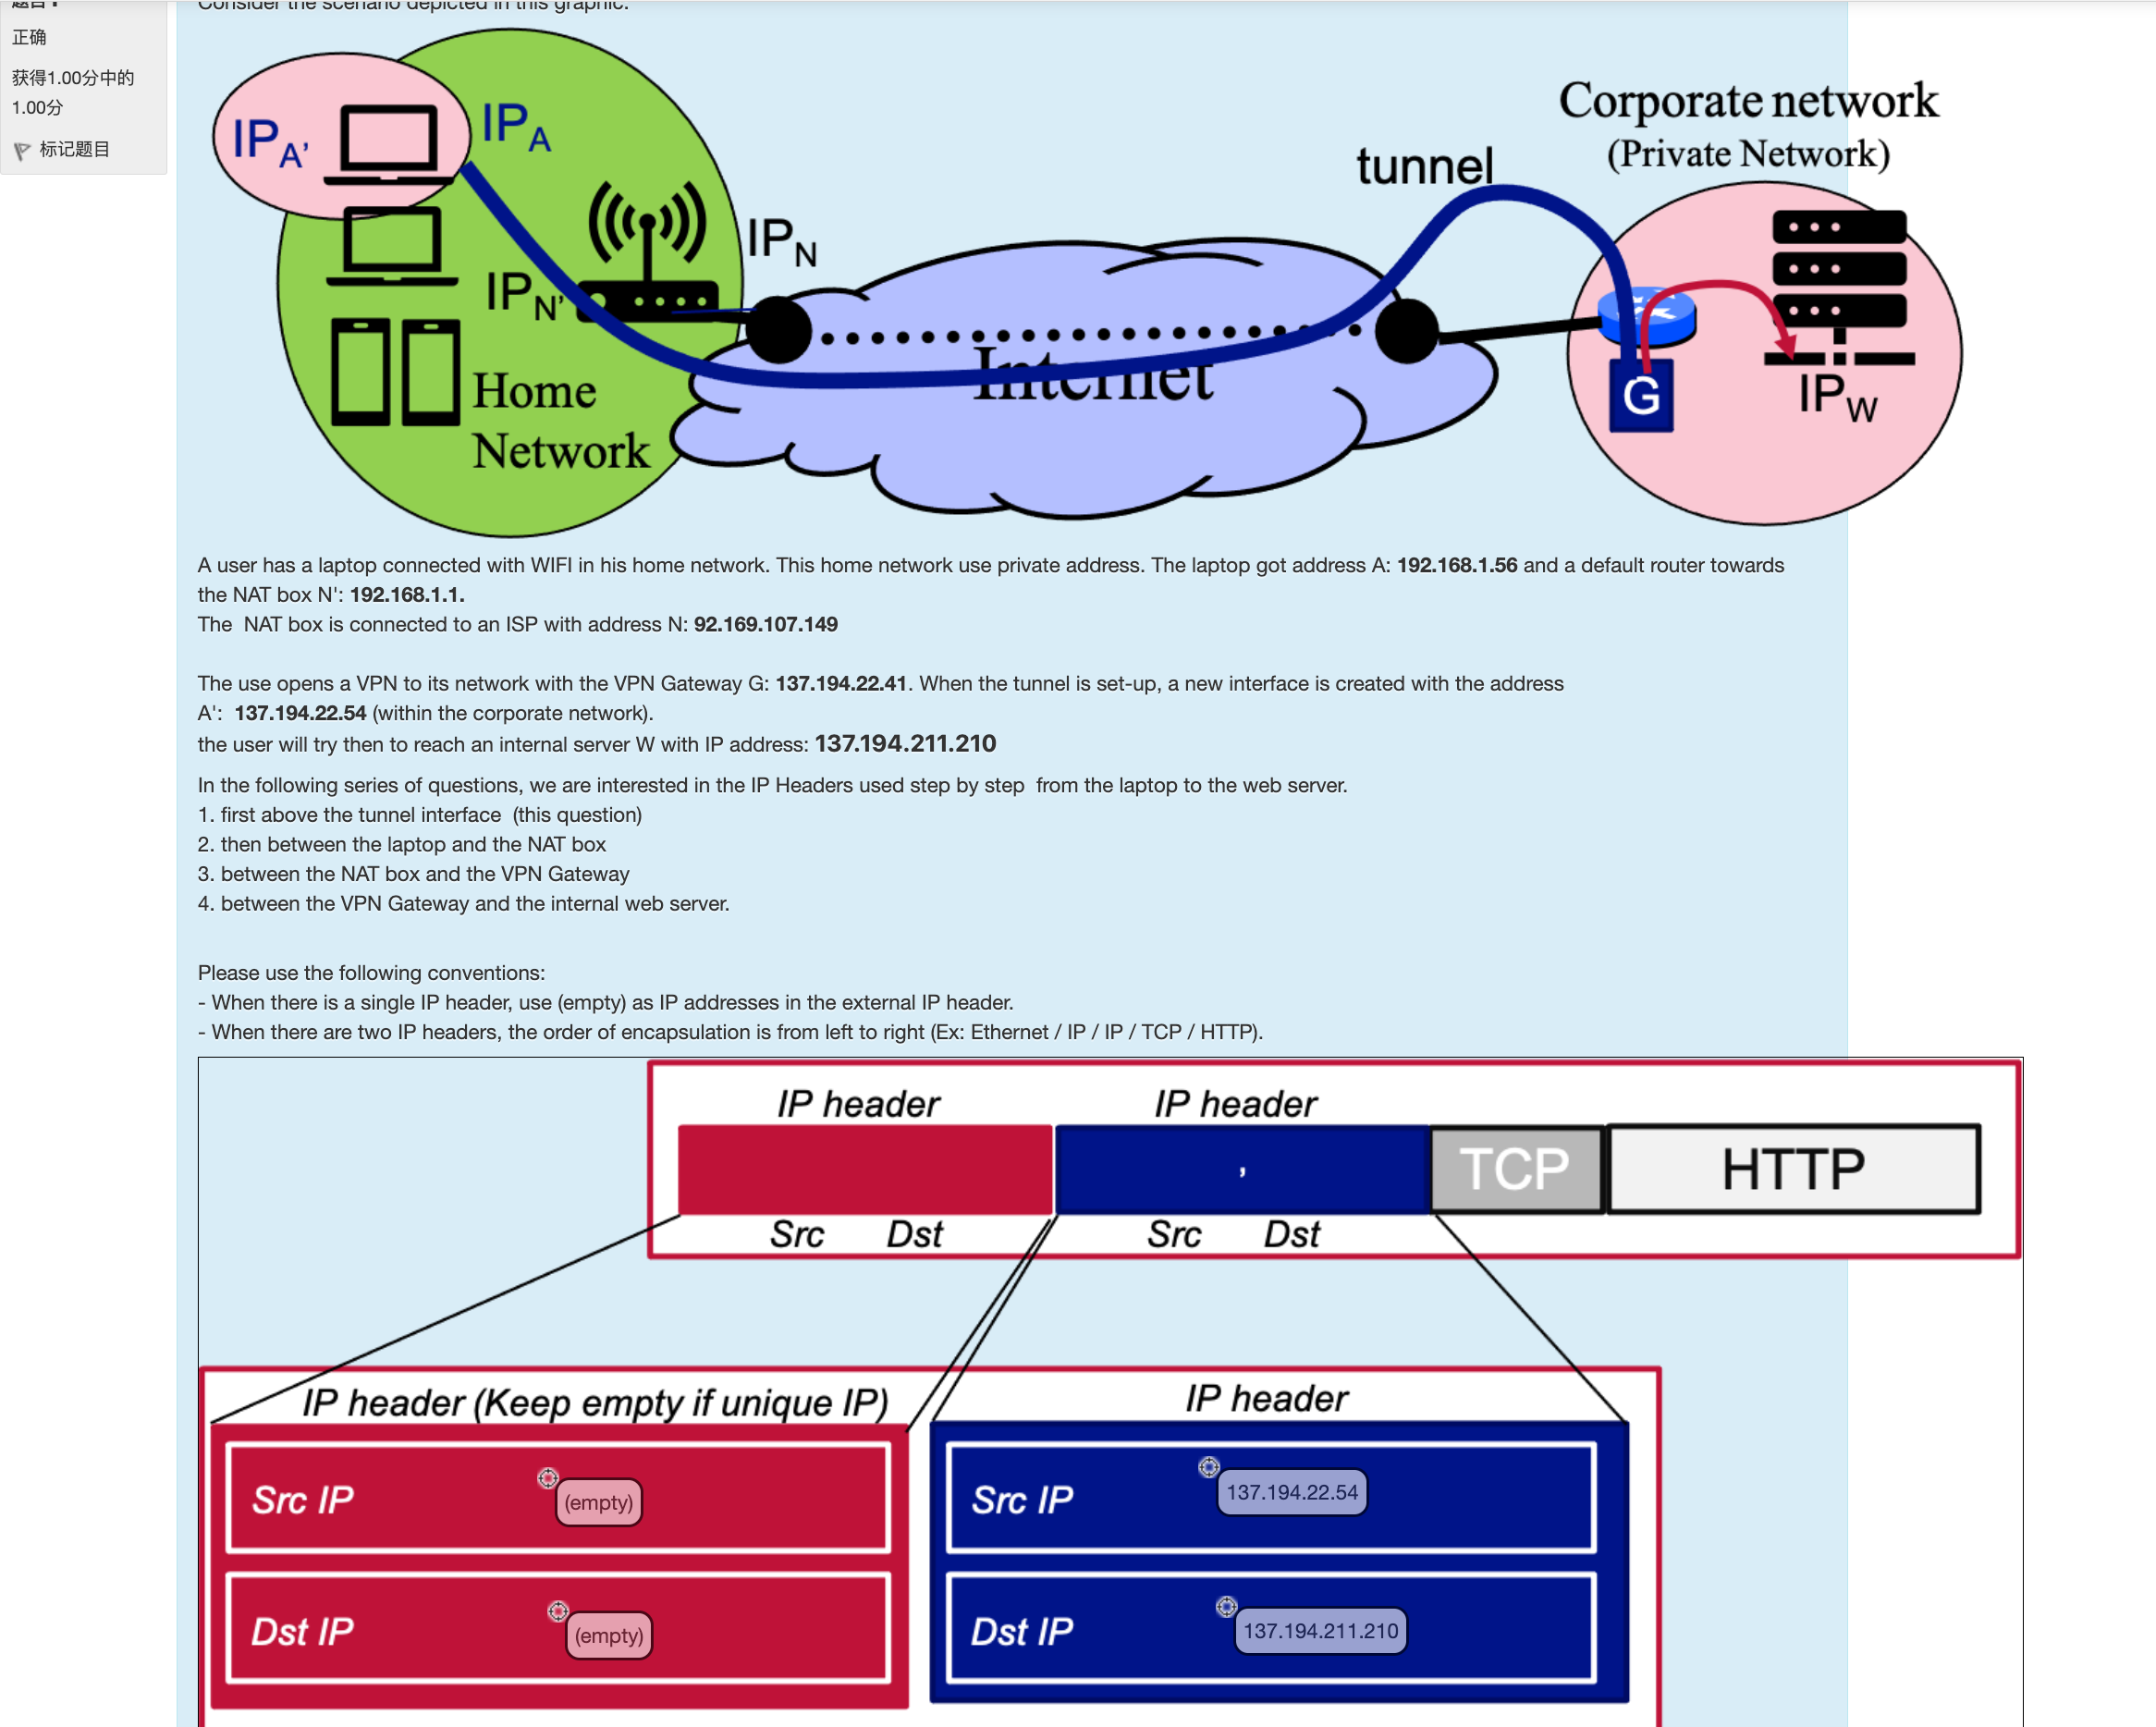 正确
获得1.00分中的
1.00分
标记题目
Consider the scenario depicted in this graphic.
Corporate network
(Private Network)
tunnel
IPA'
IPA
IPN
IPN'
Internet
Home
Network
G
IPW
A user has a laptop connected with WIFI in his home network. This home network use private address. The laptop got address A: 192.168.1.56 and a default router towards
the NAT box N': 192.168.1.1.
The NAT box is connected to an ISP with address N: 92.169.107.149
The use opens a VPN to its network with the VPN Gateway G: 137.194.22.41. When the tunnel is set-up, a new interface is created with the address
A': 137.194.22.54 (within the corporate network).
the user will try then to reach an internal server W with IP address: 137.194.211.210
In the following series of questions, we are interested in the IP Headers used step by step from the laptop to the web server.
1. first above the tunnel interface (this question)
2. then between the laptop and the NAT box
3. between the NAT box and the VPN Gateway
4. between the VPN Gateway and the internal web server.
Please use the following conventions:
- When there is a single IP header, use (empty) as IP addresses in the external IP header.
- When there are two IP headers, the order of encapsulation is from left to right (Ex: Ethernet / IP / IP / TCP / HTTP).
IP header IP header
, TCP HTTP
Src Dst Src Dst
IP header (Keep empty if unique IP) IP header
Src IP (empty) Src IP 137.194.22.54
Dst IP (empty) Dst IP 137.194.211.210